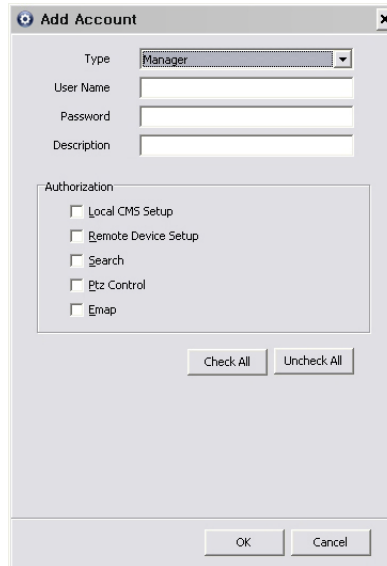 Add Account
Type Manager
User Name
Password
Description
Authorization
Local CMS Setup
Remote Device Setup
Search
Ptz Control
Emap
Check All Uncheck All
OK Cancel